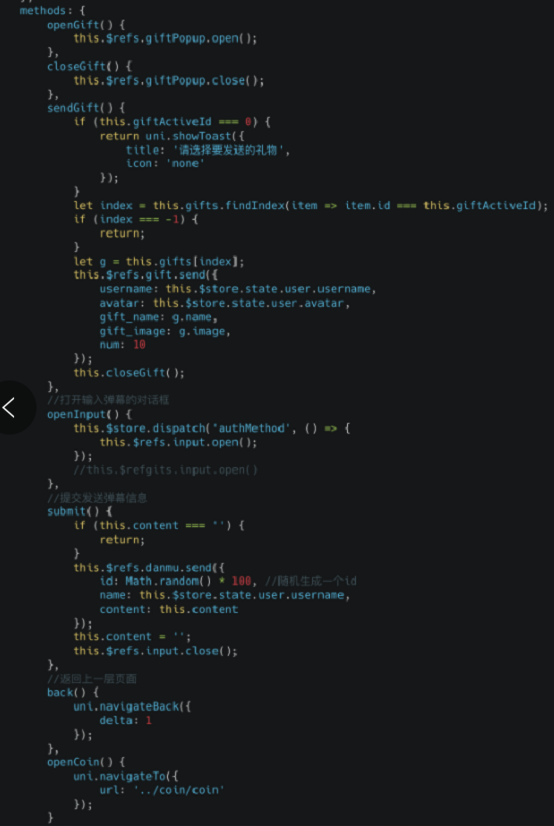 methods: {
openGift() {
this.$refs.giftPopup.open();
},
closeGift() {
this.$refs.giftPopup.close();
},
sendGift() {
if (this.giftActiveId === 0) {
return uni.showToast({
title: '请选择要发送的礼物',
icon: 'none'
});
}
let index = this.gifts.findIndex(item => item.id === this.giftActiveId);
if (index === -1) {
return;
}
let g = this.gifts[index];
this.$refs.gift.send({
username: this.$store.state.user.username,
avatar: this.$store.state.user.avatar,
gift_name: g.name,
gift_image: g.image,
num: 10
});
this.closeGift();
},
//打开输入弹幕的对话框
openInput() {
this.$store.dispatch('authMethod', () => {
this.$refs.input.open();
});
//this.$refgits.input.open()
},
//提交发送弹幕信息
submit() {
if (this.content === '') {
return;
}
this.$refs.danmu.send({
id: Math.random() * 100, //随机生成一个id
name: this.$store.state.user.username,
content: this.content
});
this.content = '';
this.$refs.input.close();
},
//返回上一层页面
back() {
uni.navigateBack({
delta: 1
});
},
openCoin() {
uni.navigateTo({
url: '../coin/coin'
});
}